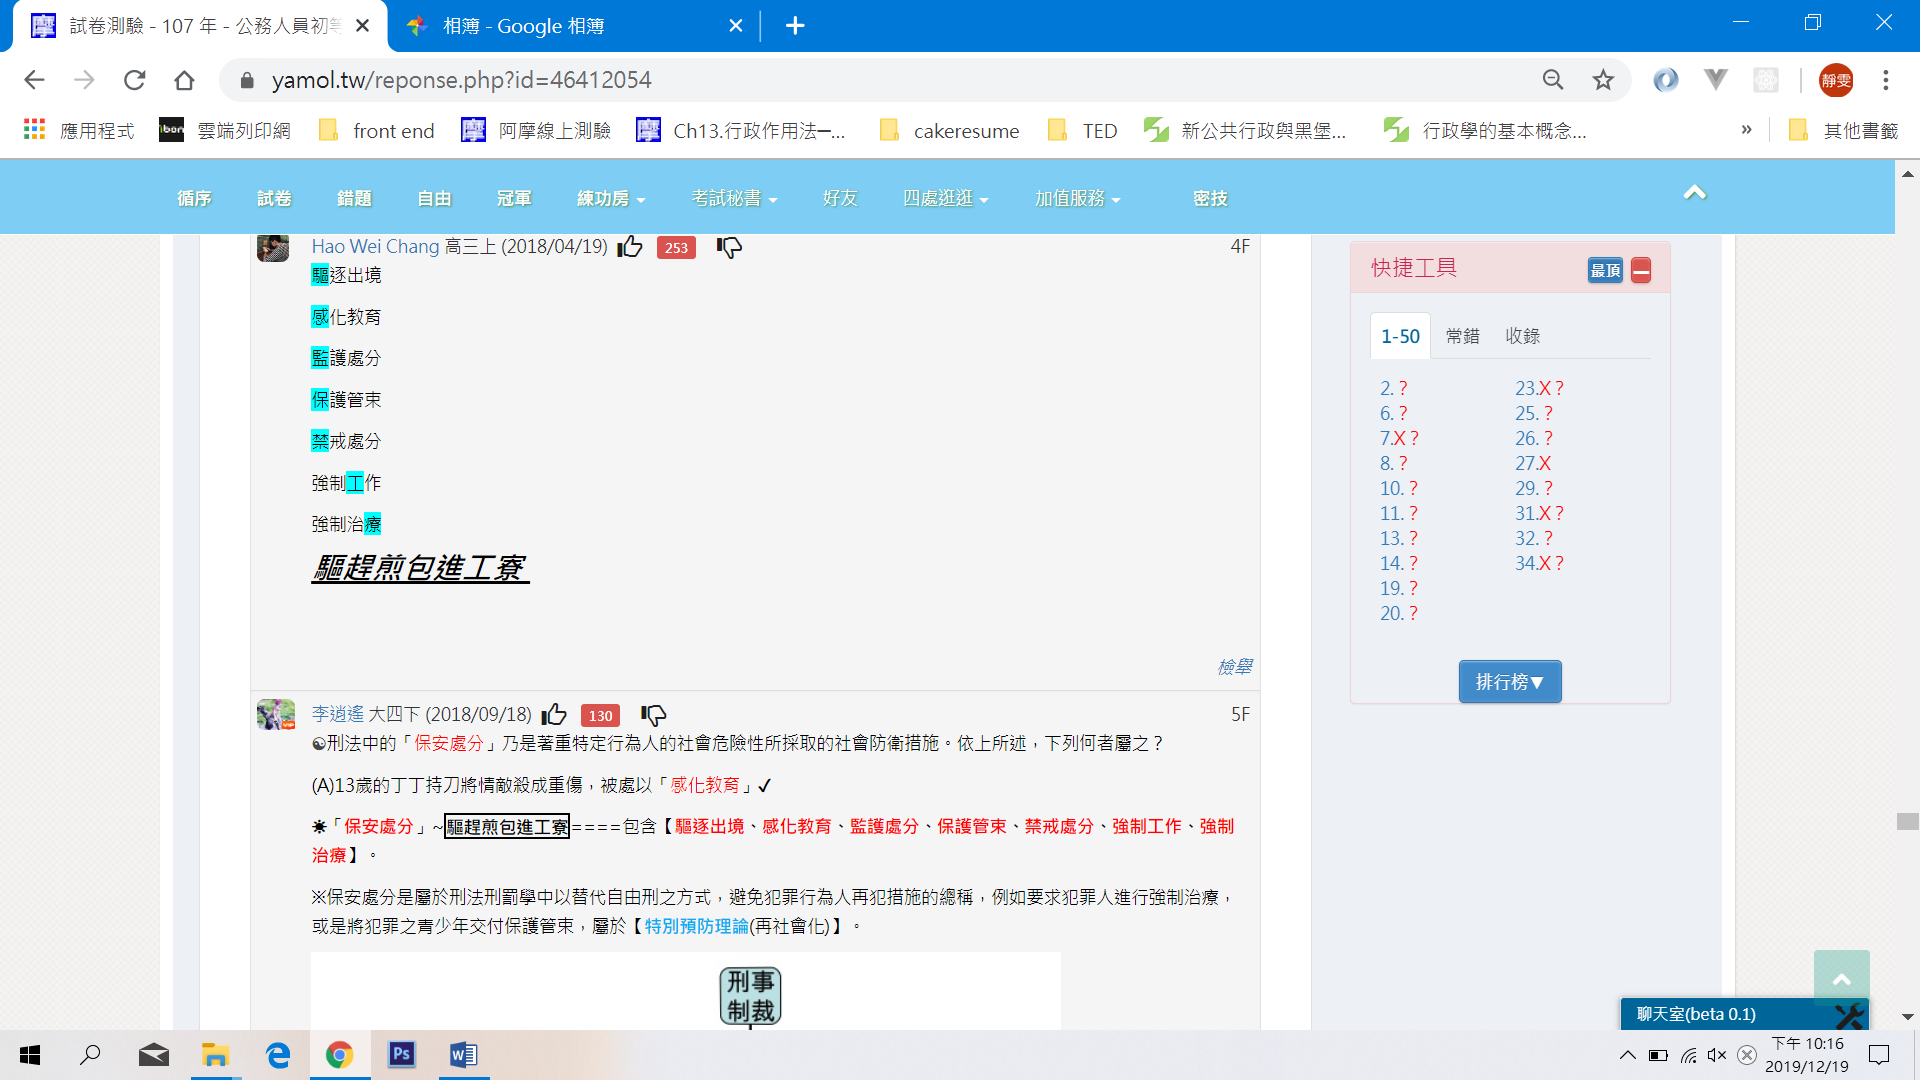 試卷測驗 - 107 年 - 公務人員初等
相簿 - Google 相簿
yamol.tw/reponse.php?id=46412054
靜雯
應用程式
ibon
雲端列印網
front end
阿摩線上測驗
Ch13.行政作用法—...
cakeresume
TED
新公共行政與黑堡...
行政學的基本概念...
»
其他書籤
循序
試卷
錯題
自由
冠軍
練功房
考試秘書
好友
四處逛逛
加值服務
密技
Hao Wei Chang 高三上 (2018/04/19) 253 4F
驅逐出境
感化教育
監護處分
保護管束
禁戒處分
強制工作
強制治療
驅趕煎包進工寮
檢舉
李逍遙 大四下 (2018/09/18) 130 5F
☯刑法中的「保安處分」乃是著重特定行為人的社會危險性所採取的社會防衛措施。依上所述，下列何者屬之？
(A)13歲的丁丁持刀將情敵殺成重傷，被處以「感化教育」✔
☀「保安處分」~驅趕煎包進工寮====包含【驅逐出境、感化教育、監護處分、保護管束、禁戒處分、強制工作、強制
治療】。
※保安處分是屬於刑法刑罰學中以替代自由刑之方式，避免犯罪行為人再犯措施的總稱，例如要求犯罪人進行強制治療，
或是將犯罪之青少年交付保護管束，屬於【特別預防理論(再社會化)】。
刑事
制裁
快捷工具
最頂
1-50
常錯
收錄
2. ?
6. ?
7.X ?
8. ?
10. ?
11. ?
13. ?
14. ?
19. ?
20. ?
23.X ?
25. ?
26. ?
27.X
29. ?
31.X ?
32. ?
34.X ?
排行榜▼
聊天室(beta 0.1)
Ps
下午 10:16
2019/12/19